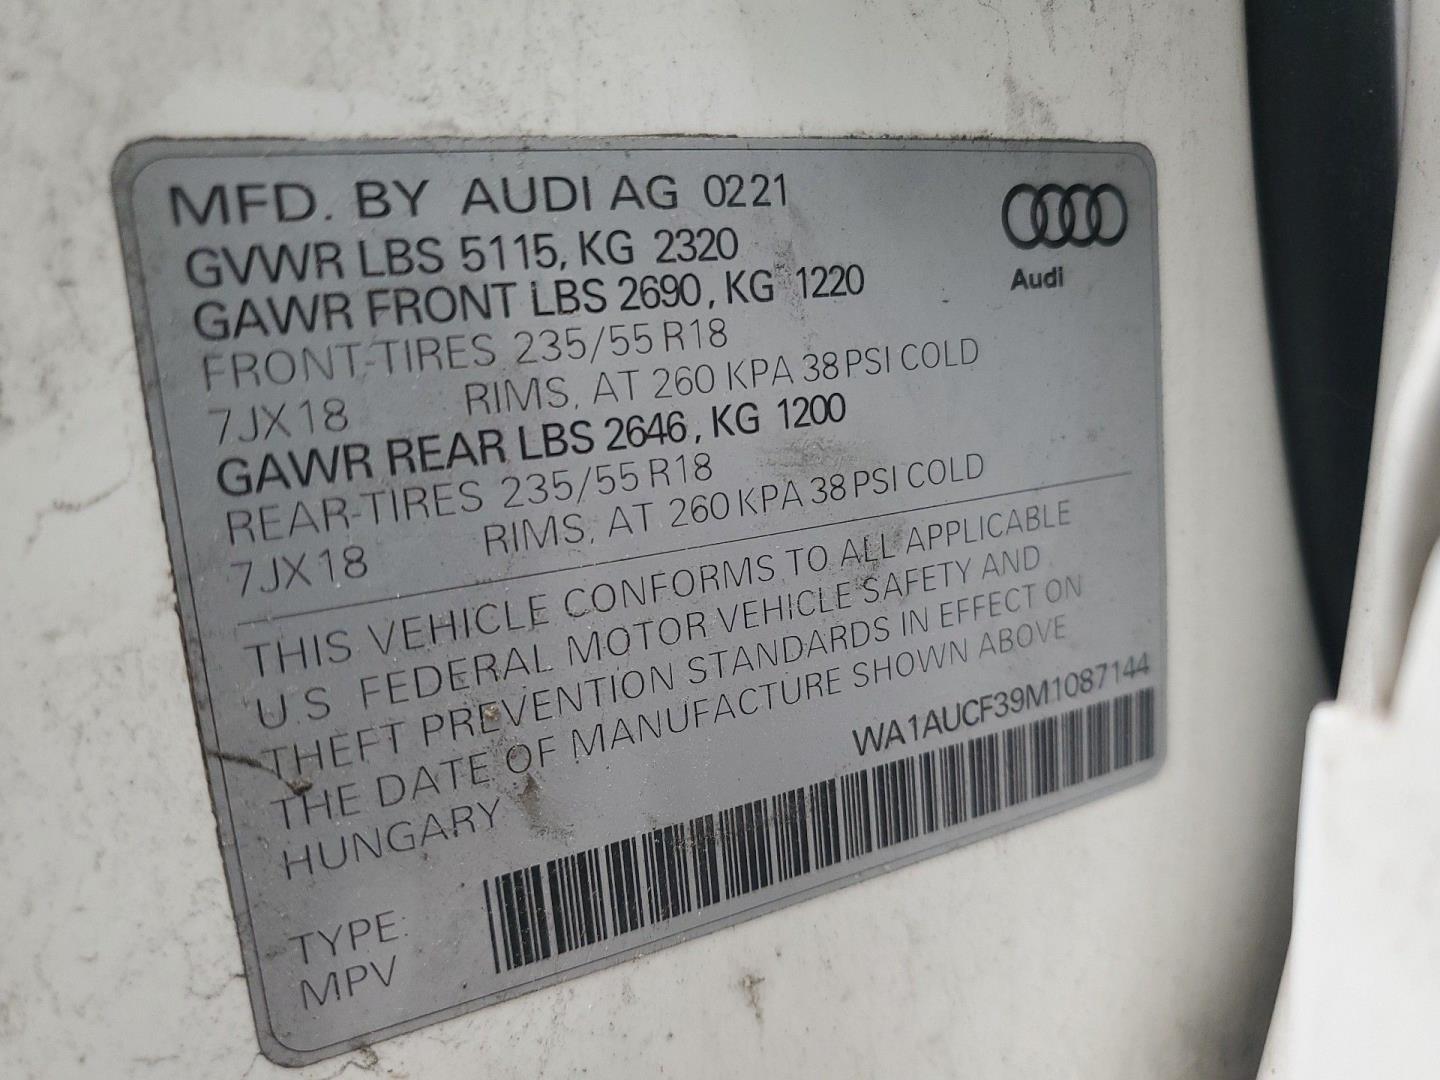 MFD. BY AUDI AG 0221
GVWR LBS 5115, KG 2320
GAWR FRONT LBS 2690, KG 1220
FRONT-TIRES 235/55 R18
7JX18 RIMS, AT 260 KPA 38 PSI COLD
GAWR REAR LBS 2646, KG 1200
REAR-TIRES 235/55 R18
7JX18 RIMS, AT 260 KPA 38 PSI COLD
Audi
THIS VEHICLE CONFORMS TO ALL APPLICABLE
U.S FEDERAL MOTOR VEHICLE SAFETY AND
THEFT PREVENTION STANDARDS IN EFFECT ON
THE DATE OF MANUFACTURE SHOWN ABOVE
HUNGARY
WA1AUCF39M1087144
TYPE:
MPV